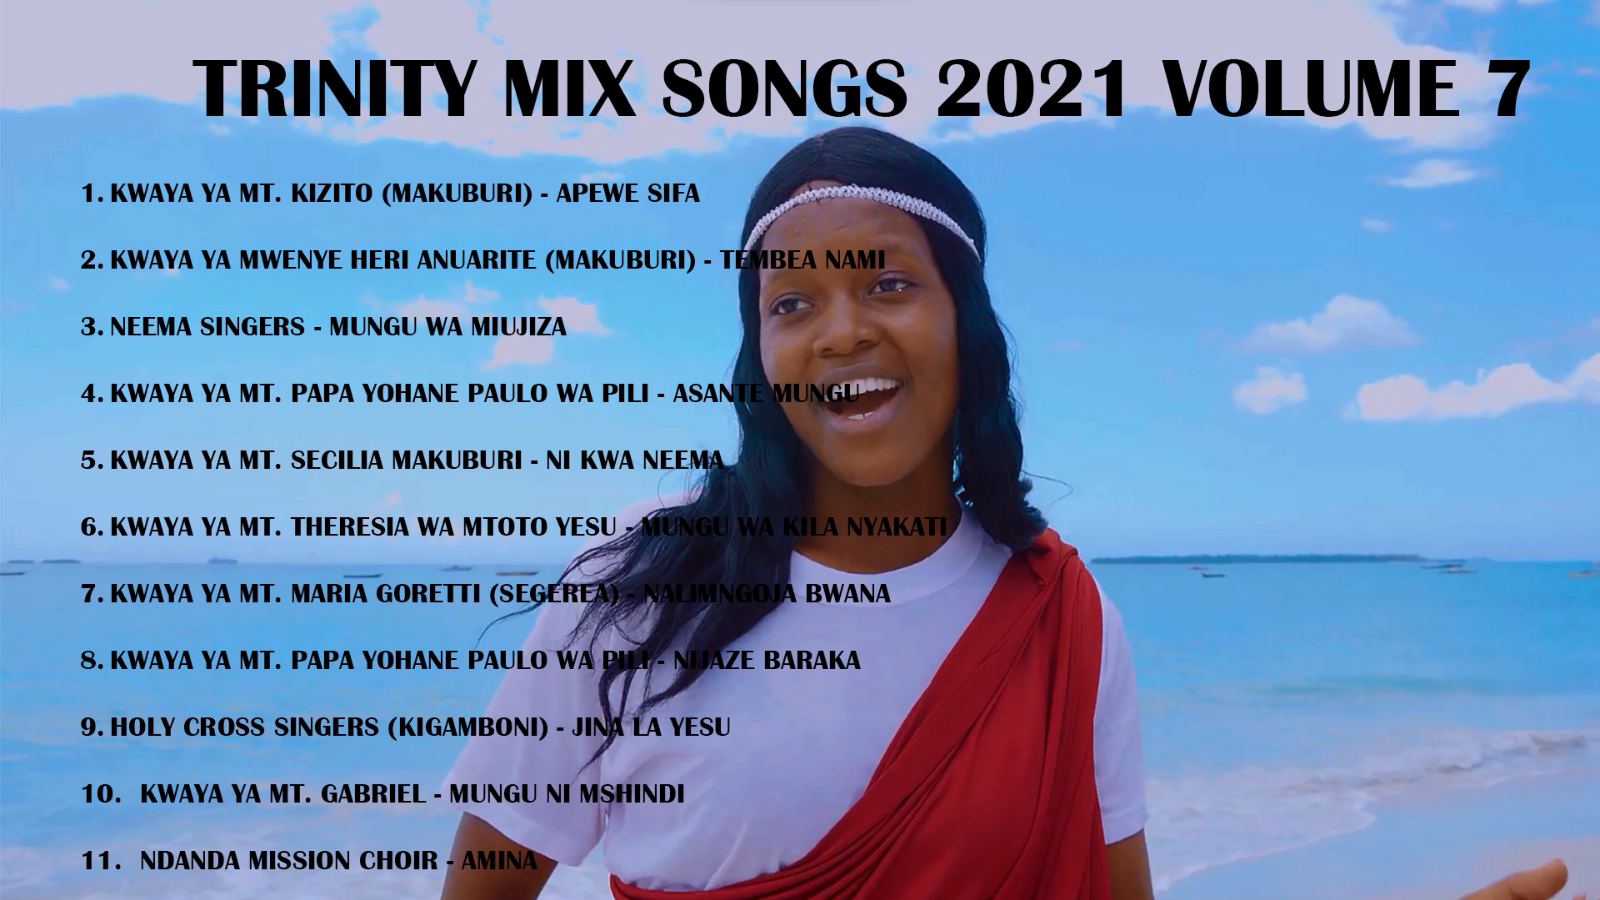 TRINITY MIX SONGS 2021 VOLUME 7
1. KWAYA YA MT. KIZITO (MAKUBURI) - APEWE SIFA
2. KWAYA YA MWENYE HERI ANUARITE (MAKUBURI) - TEMBEA NAMI
3. NEEMA SINGERS - MUNGU WA MIUJIZA
4. KWAYA YA MT. PAPA YOHANE PAULO WA PILI - ASANTE MUNGU
5. KWAYA YA MT. SECILIA MAKUBURI - NI KWA NEEMA
6. KWAYA YA MT. THERESIA WA MTOTO YESU - MUNGU WA KILA NYAKATI
7. KWAYA YA MT. MARIA GORETTI (SEGEREA) - NALIMNGOJA BWANA
8. KWAYA YA MT. PAPA YOHANE PAULO WA PILI - NIJAZE BARAKA
9. HOLY CROSS SINGERS (KIGAMBONI) - JINA LA YESU
10. KWAYA YA MT. GABRIEL - MUNGU NI MSHINDI
11. NDANDA MISSION CHOIR - AMINA